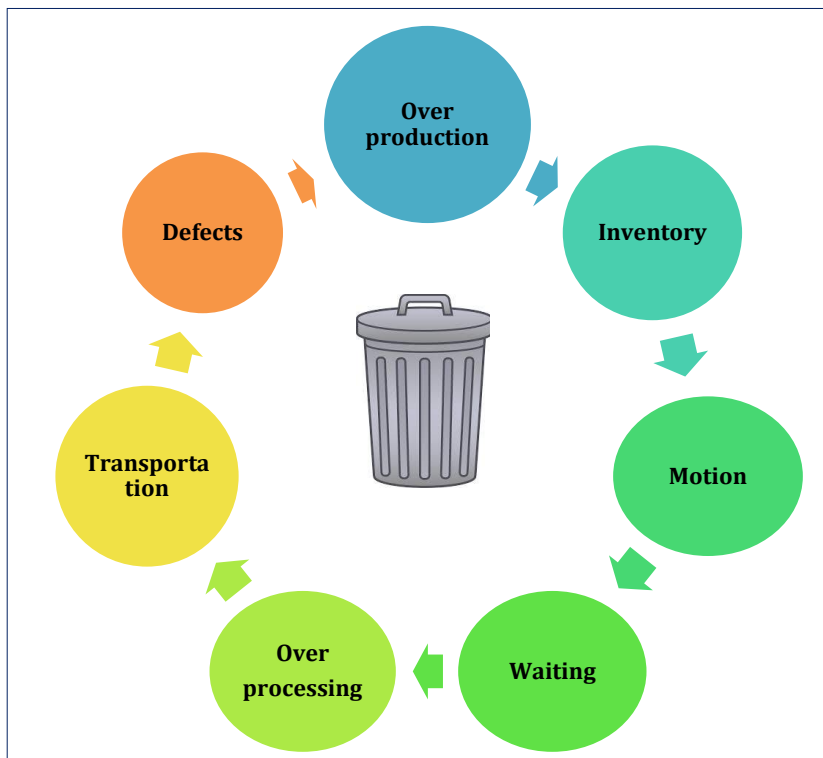 Over
production
Inventory
Motion
Waiting
Over
processing
Transporta
tion
Defects